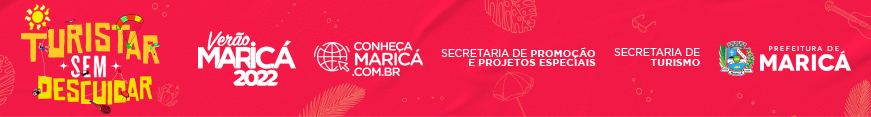 TURISTAR
SEM
DESCUIDAR
Verão
MARICÁ
2022
CONHEÇA
MARICÁ
.COM.BR
SECRETARIA DE PROMOÇÃO
E PROJETOS ESPECIAIS
SECRETARIA DE
TURISMO
PREFEITURA DE
MARICÁ